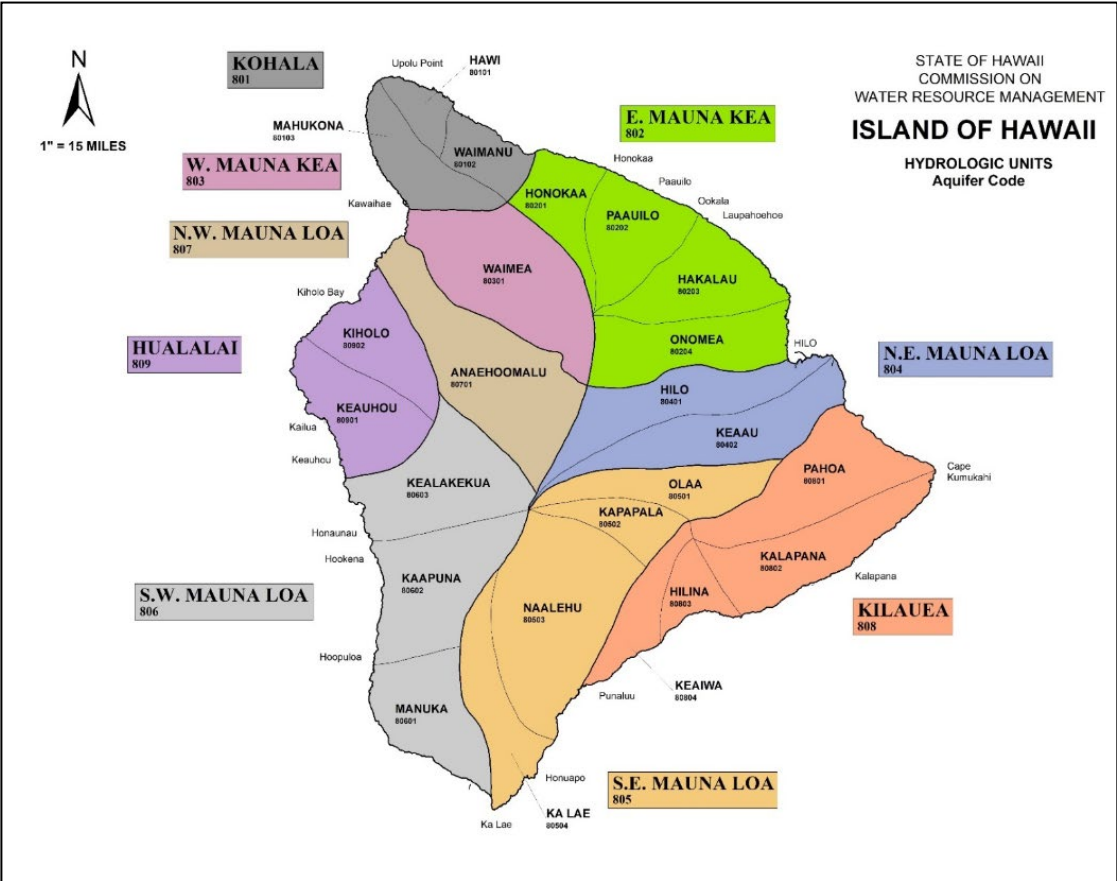 STATE OF HAWAII
COMMISSION ON
WATER RESOURCE MANAGEMENT
ISLAND OF HAWAII
HYDROLOGIC UNITS
Aquifer Code
N
1" = 15 MILES
KOHALA
801
Upolu Point
HAWI
80101
MAHUKONA
80103
WAIMANU
80102
E. MAUNA KEA
802
W. MAUNA KEA
803
Kawaihae
Honokaa
HONOKAA
80201
Paauilo
PAAUILO
80202
Ookala
Laupahoehoe
N.W. MAUNA LOA
807
WAIMEA
80301
HAKALAU
80203
Kiholo Bay
KIHOLO
80902
ONOMEA
80204
HILO
HUALALAI
809
N.E. MAUNA LOA
804
ANAEHOOMALU
80701
HILO
80401
KEAUHOU
80901
Kailua
KEAAU
80402
Keauhou
KEALAKEKUA
80603
OLAA
80501
PAHOA
80801
Cape
Kumukahi
KAPAPALA
80502
Honaunau
Hookena
KAAPUNA
80602
KALAPANA
80802
Kalapana
S.W. MAUNA LOA
806
NAALEHU
80503
HILINA
80803
KILAUEA
808
Hoopuloa
MANUKA
80601
Punaluu
KEAIWA
80804
Honuapo
S.E. MAUNA LOA
805
Ka Lae
KA LAE
80504